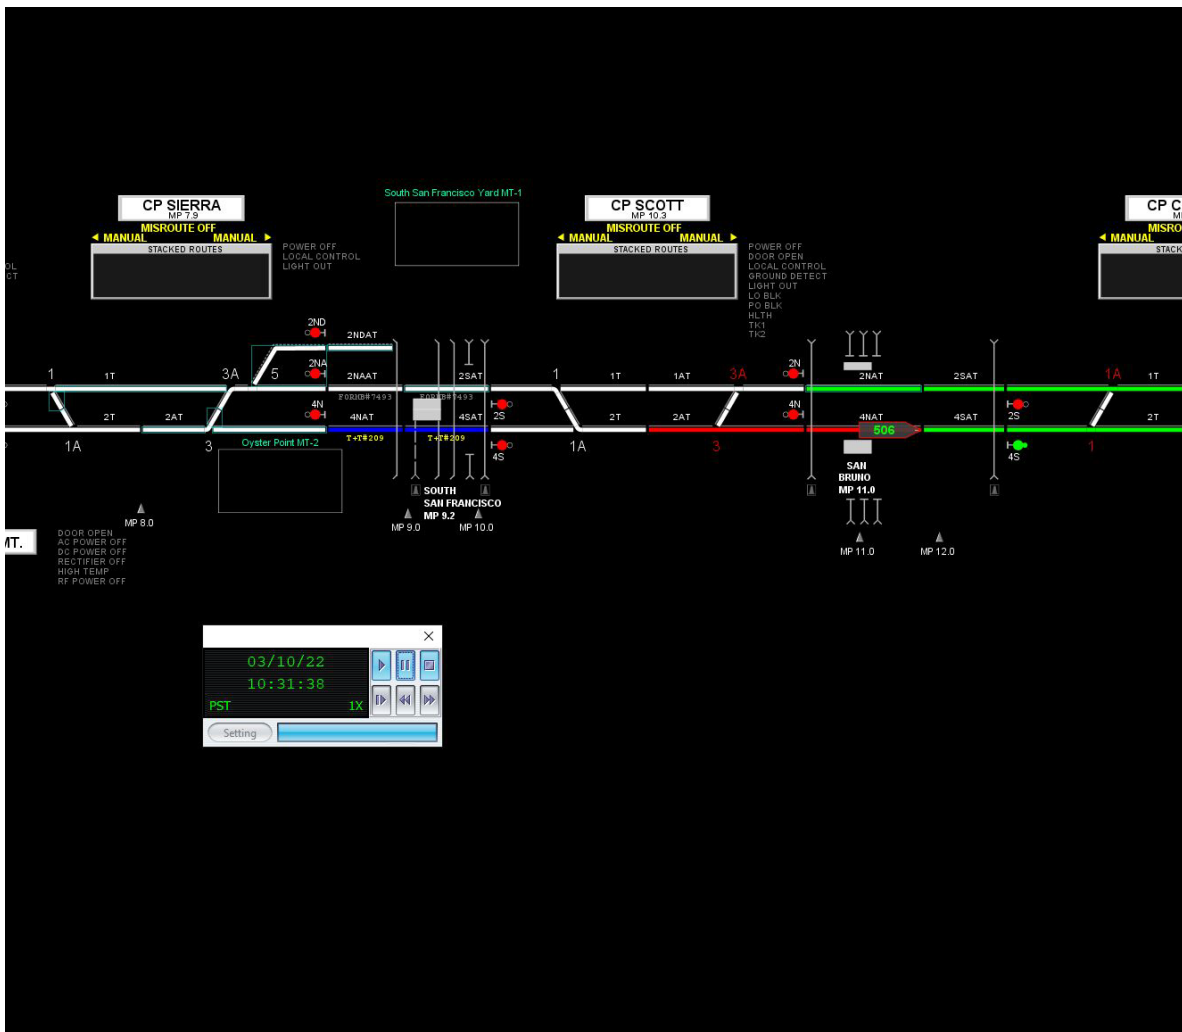 South San Francisco Yard MT-1
CP SIERRA
MP 7.9
MISROUTE OFF
MANUAL MANUAL
STACKED ROUTES
POWER OFF
LOCAL CONTROL
LIGHT OUT
CP SCOTT
MP 10.3
MISROUTE OFF
MANUAL MANUAL
STACKED ROUTES
POWER OFF
DOOR OPEN
LOCAL CONTROL
GROUND DETECT
LIGHT OUT
LO BLK
PO BLK
HLTH
TK1
TK2
CP C
M
MISRO
MANUAL
STACK
OL
CT
2ND 2NDAT
1 1T 3A 5 2NA 2NAAT 2SAT 1 1T 1AT 3A 2N 2NAT 2SAT 1A 1T
2S 2S
2T 2AT 4N 4NAT 4SAT 2T 2AT 4N 4NAT 506 4SAT 2T
1A 3 T+T#209 T+T#209 4S 1A 3 4S 1
Oyster Point MT-2
SOUTH
SAN FRANCISCO
MP 9.2
SAN
BRUNO
MP 11.0
MP 8.0 MP 9.0 MP 10.0 MP 11.0 MP 12.0
MT.
DOOR OPEN
AC POWER OFF
DC POWER OFF
RECTIFIER OFF
HIGH TEMP
RF POWER OFF
03/10/22
10:31:38
PST 1X
Setting